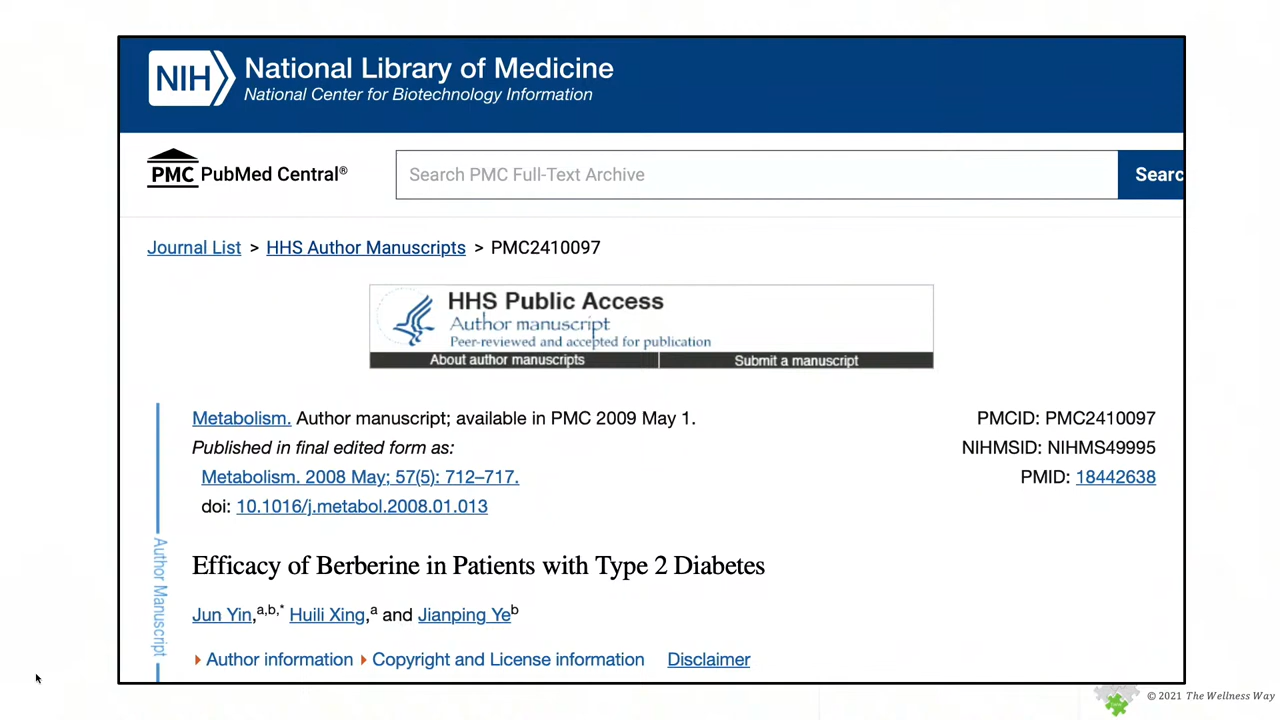 NIH National Library of Medicine
National Center for Biotechnology Information
PMC PubMed Central®
Search PMC Full-Text Archive
Searc
Journal List > HHS Author Manuscripts > PMC2410097
HHS Public Access
Author manuscript
Peer-reviewed and accepted for publication
About author manuscripts
Submit a manuscript
Metabolism. Author manuscript; available in PMC 2009 May 1.
PMCID: PMC2410097
Published in final edited form as:
NIHMSID: NIHMS49995
Metabolism. 2008 May; 57(5): 712–717.
PMID: 18442638
doi: 10.1016/j.metabol.2008.01.013
Author Manuscript
Efficacy of Berberine in Patients with Type 2 Diabetes
Jun Yin,a,b,* Huili Xing,a and Jianping Yeb
Author information Copyright and License information Disclaimer
© 2021 The Wellness Way